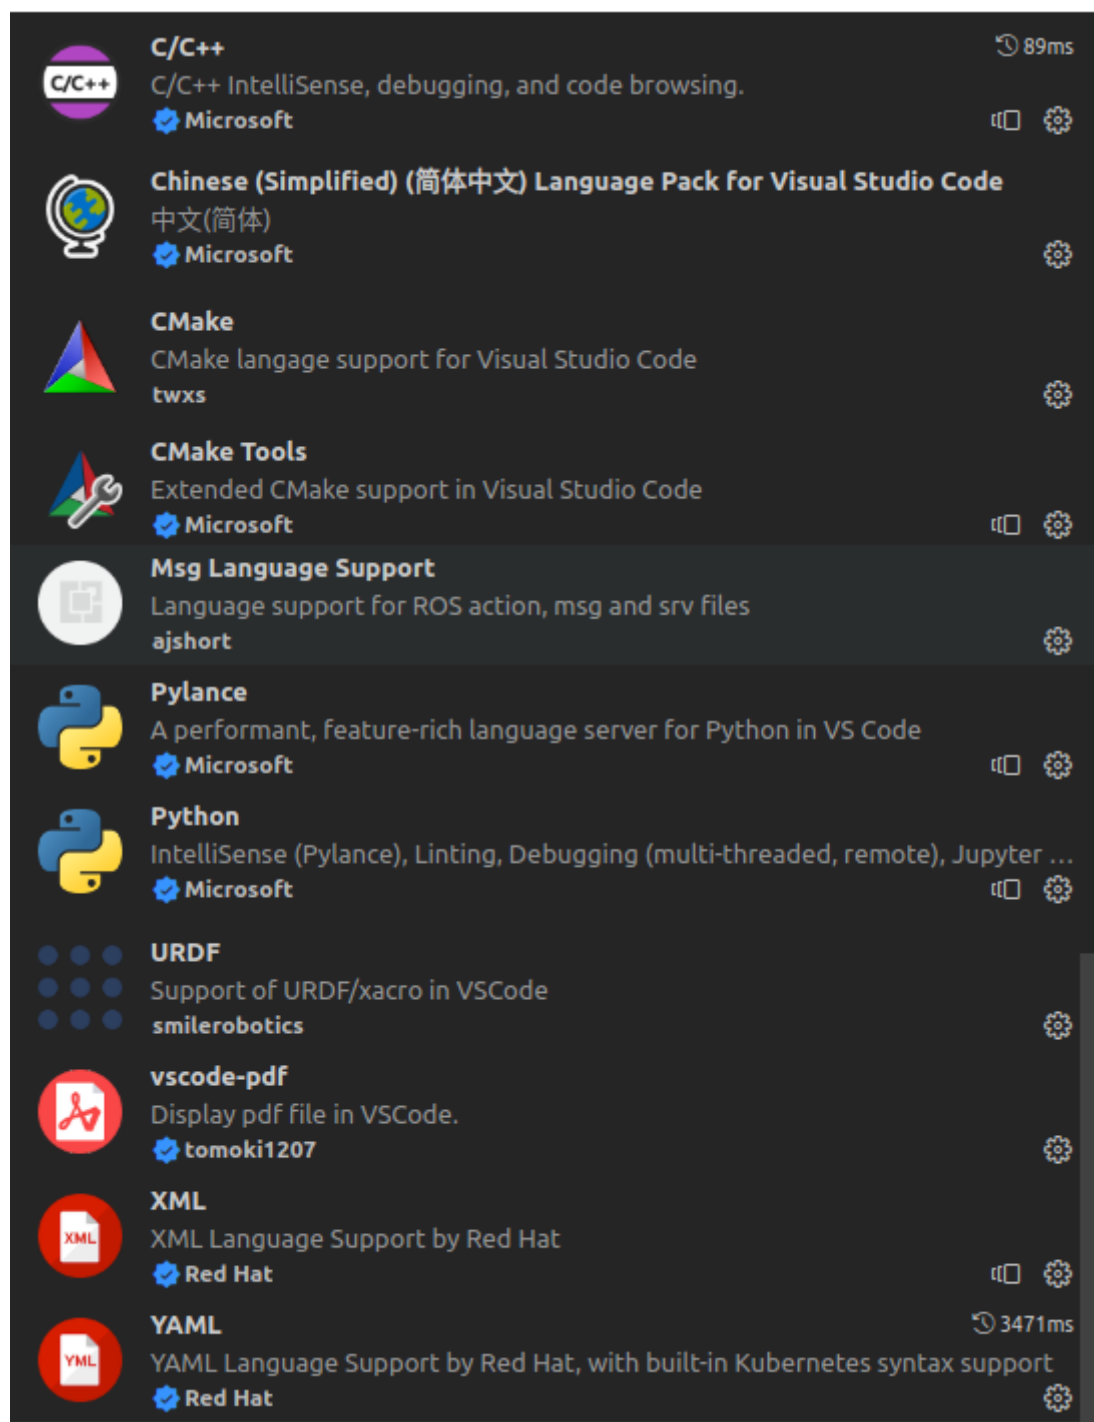 C/C++
89ms
C/C++ IntelliSense, debugging, and code browsing.
C/C++
Microsoft
Chinese (Simplified) (简体中文) Language Pack for Visual Studio Code
中文(简体)
Microsoft
CMake
CMake langage support for Visual Studio Code
twxs
CMake Tools
Extended CMake support in Visual Studio Code
Microsoft
Msg Language Support
Language support for ROS action, msg and srv files
ajshort
Pylance
A performant, feature-rich language server for Python in VS Code
Microsoft
Python
IntelliSense (Pylance), Linting, Debugging (multi-threaded, remote), Jupyter ...
Microsoft
URDF
Support of URDF/xacro in VSCode
smilerobotics
vscode-pdf
Display pdf file in VSCode.
tomoki1207
XML
XML
XML Language Support by Red Hat
Red Hat
YAML
3471ms
YML
YAML Language Support by Red Hat, with built-in Kubernetes syntax support
Red Hat